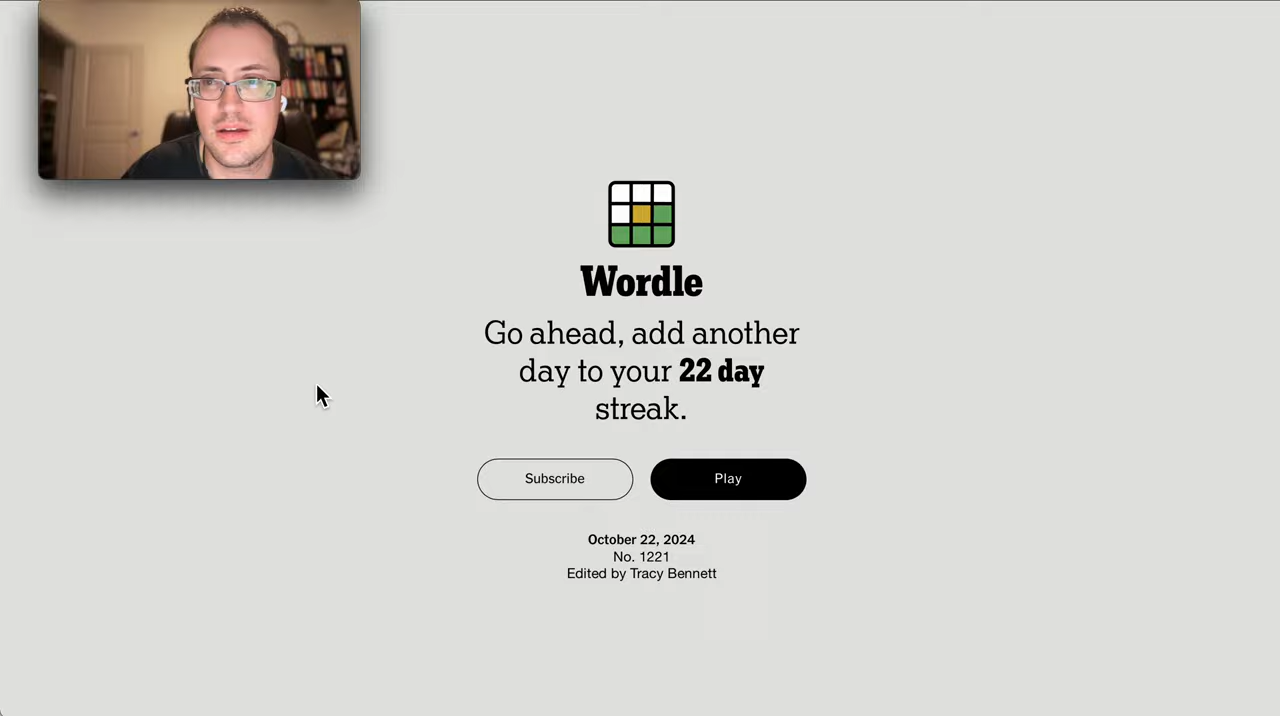 Wordle
Go ahead, add another
day to your 22 day
streak.
Subscribe
Play
October 22, 2024
No. 1221
Edited by Tracy Bennett